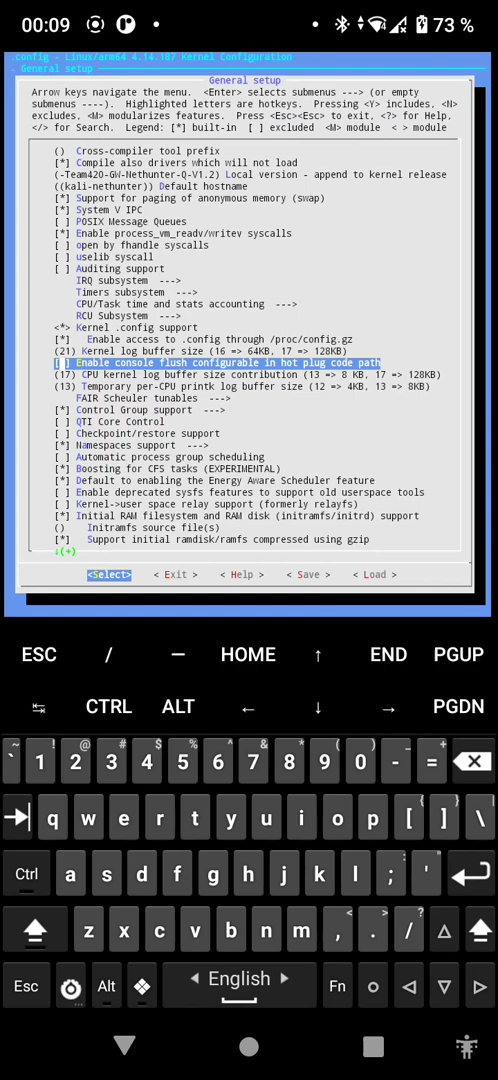 00:09 73 %
.config - Linux/arm64 4.14.187 Kernel Configuration
General setup
General setup
Arrow keys navigate the menu. <Enter> selects submenus ---> (or empty
submenus ----). Highlighted letters are hotkeys. Pressing <Y> includes, <N>
excludes, <M> modularizes features. Press <Esc><Esc> to exit, <?> for Help,
</> for Search. Legend: [*] built-in [ ] excluded <M> module < > module
() Cross-compiler tool prefix
[*] Compile also drivers which will not load
(-Team420-GW-Nethunter-Q-V1.2) Local version - append to kernel release
((kali-nethunter)) Default hostname
[*] Support for paging of anonymous memory (swap)
[*] System V IPC
[ ] POSIX Message Queues
[*] Enable process_vm_readv/writev syscalls
[ ] open by fhandle syscalls
[ ] uselib syscall
[ ] Auditing support
IRQ subsystem --->
Timers subsystem --->
CPU/Task time and stats accounting --->
RCU Subsystem --->
<*> Kernel .config support
[*] Enable access to .config through /proc/config.gz
(21) Kernel log buffer size (16 => 64KB, 17 => 128KB)
[ ] Enable console flush configurable in hot plug code path
(17) CPU kernel log buffer size contribution (13 => 8 KB, 17 => 128KB)
(13) Temporary per-CPU printk log buffer size (12 => 4KB, 13 => 8KB)
FAIR Scheuler tunables --->
[*] Control Group support --->
[ ] QTI Core Control
[ ] Checkpoint/restore support
[*] Namespaces support --->
[ ] Automatic process group scheduling
[*] Boosting for CFS tasks (EXPERIMENTAL)
[*] Default to enabling the Energy Aware Scheduler feature
[ ] Enable deprecated sysfs features to support old userspace tools
[ ] Kernel->user space relay support (formerly relayfs)
[*] Initial RAM filesystem and RAM disk (initramfs/initrd) support
() Initramfs source file(s)
[*] Support initial ramdisk/ramfs compressed using gzip
↓(+)
<Select> < Exit > < Help > < Save > < Load >
ESC / — HOME ↑ END PGUP
↹ CTRL ALT ← ↓ → PGDN
~ ! @ # $ % ^ & * ( ) _ +
` 1 2 3 4 5 6 7 8 9 0 - =
{ } |
q w e r t y u i o p [ ] \
: "
Ctrl a s d f g h j k l ; '
< > ?
z x c v b n m , . /
Esc Alt English Fn